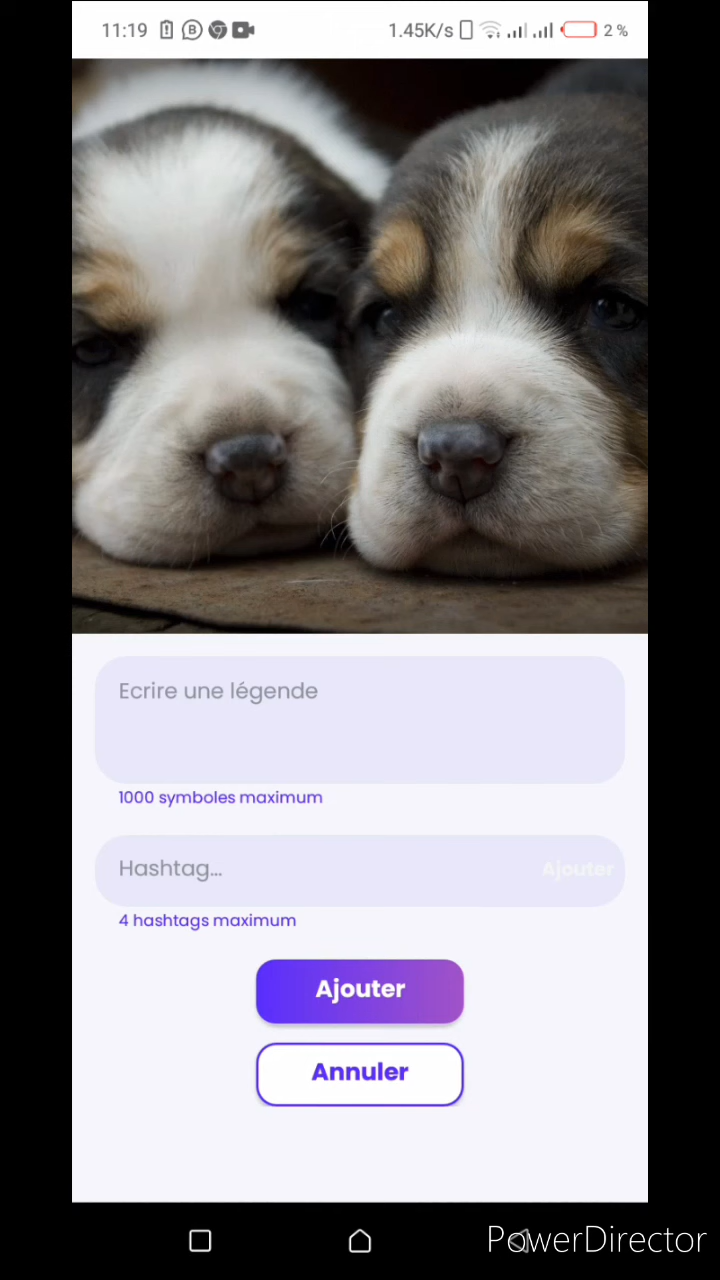 11:19
1.45K/s
2 %
Ecrire une légende
1000 symboles maximum
Hashtag...
Ajouter
4 hashtags maximum
Ajouter
Annuler
PowerDirector